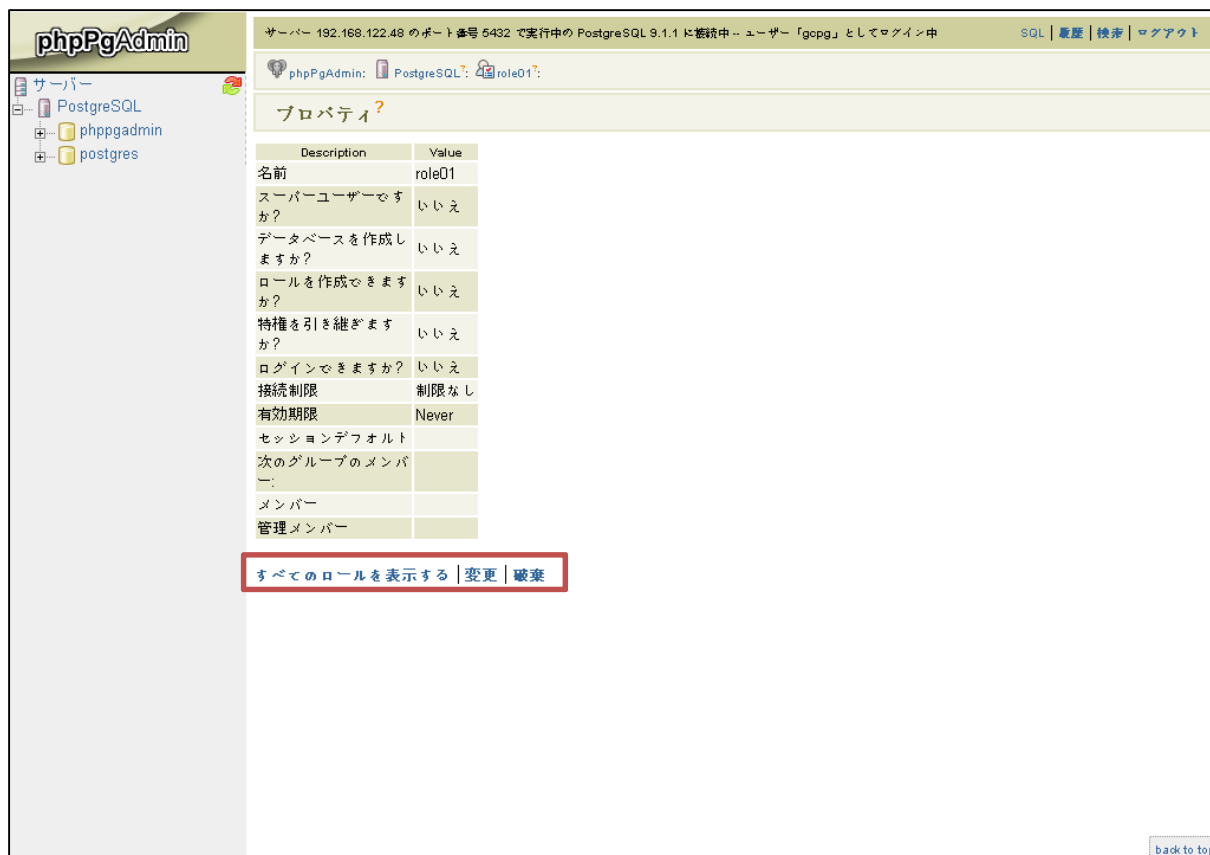 phpPgAdmin
サーバー 192.168.122.48 のポート番号 5432 で実行中の PostgreSQL 9.1.1 に接続中 -- ユーザー「gopg」としてログイン中
SQL | 履歴 | 検索 | ログアウト
サーバー
PostgreSQL
phppgadmin
postgres
phpPgAdmin: PostgreSQL?: role01?:
プロパティ?
Description Value
名前 role01
スーパーユーザーです
か? いいえ
データベースを作成し
ますか? いいえ
ロールを作成できます
か? いいえ
特権を引き継ぎます
か? いいえ
ログインできますか? いいえ
接続制限 制限なし
有効期限 Never
セッションデフォルト
次のグループのメンバ
ー:
メンバー
管理メンバー
すべてのロールを表示する | 変更 | 破棄
back to top